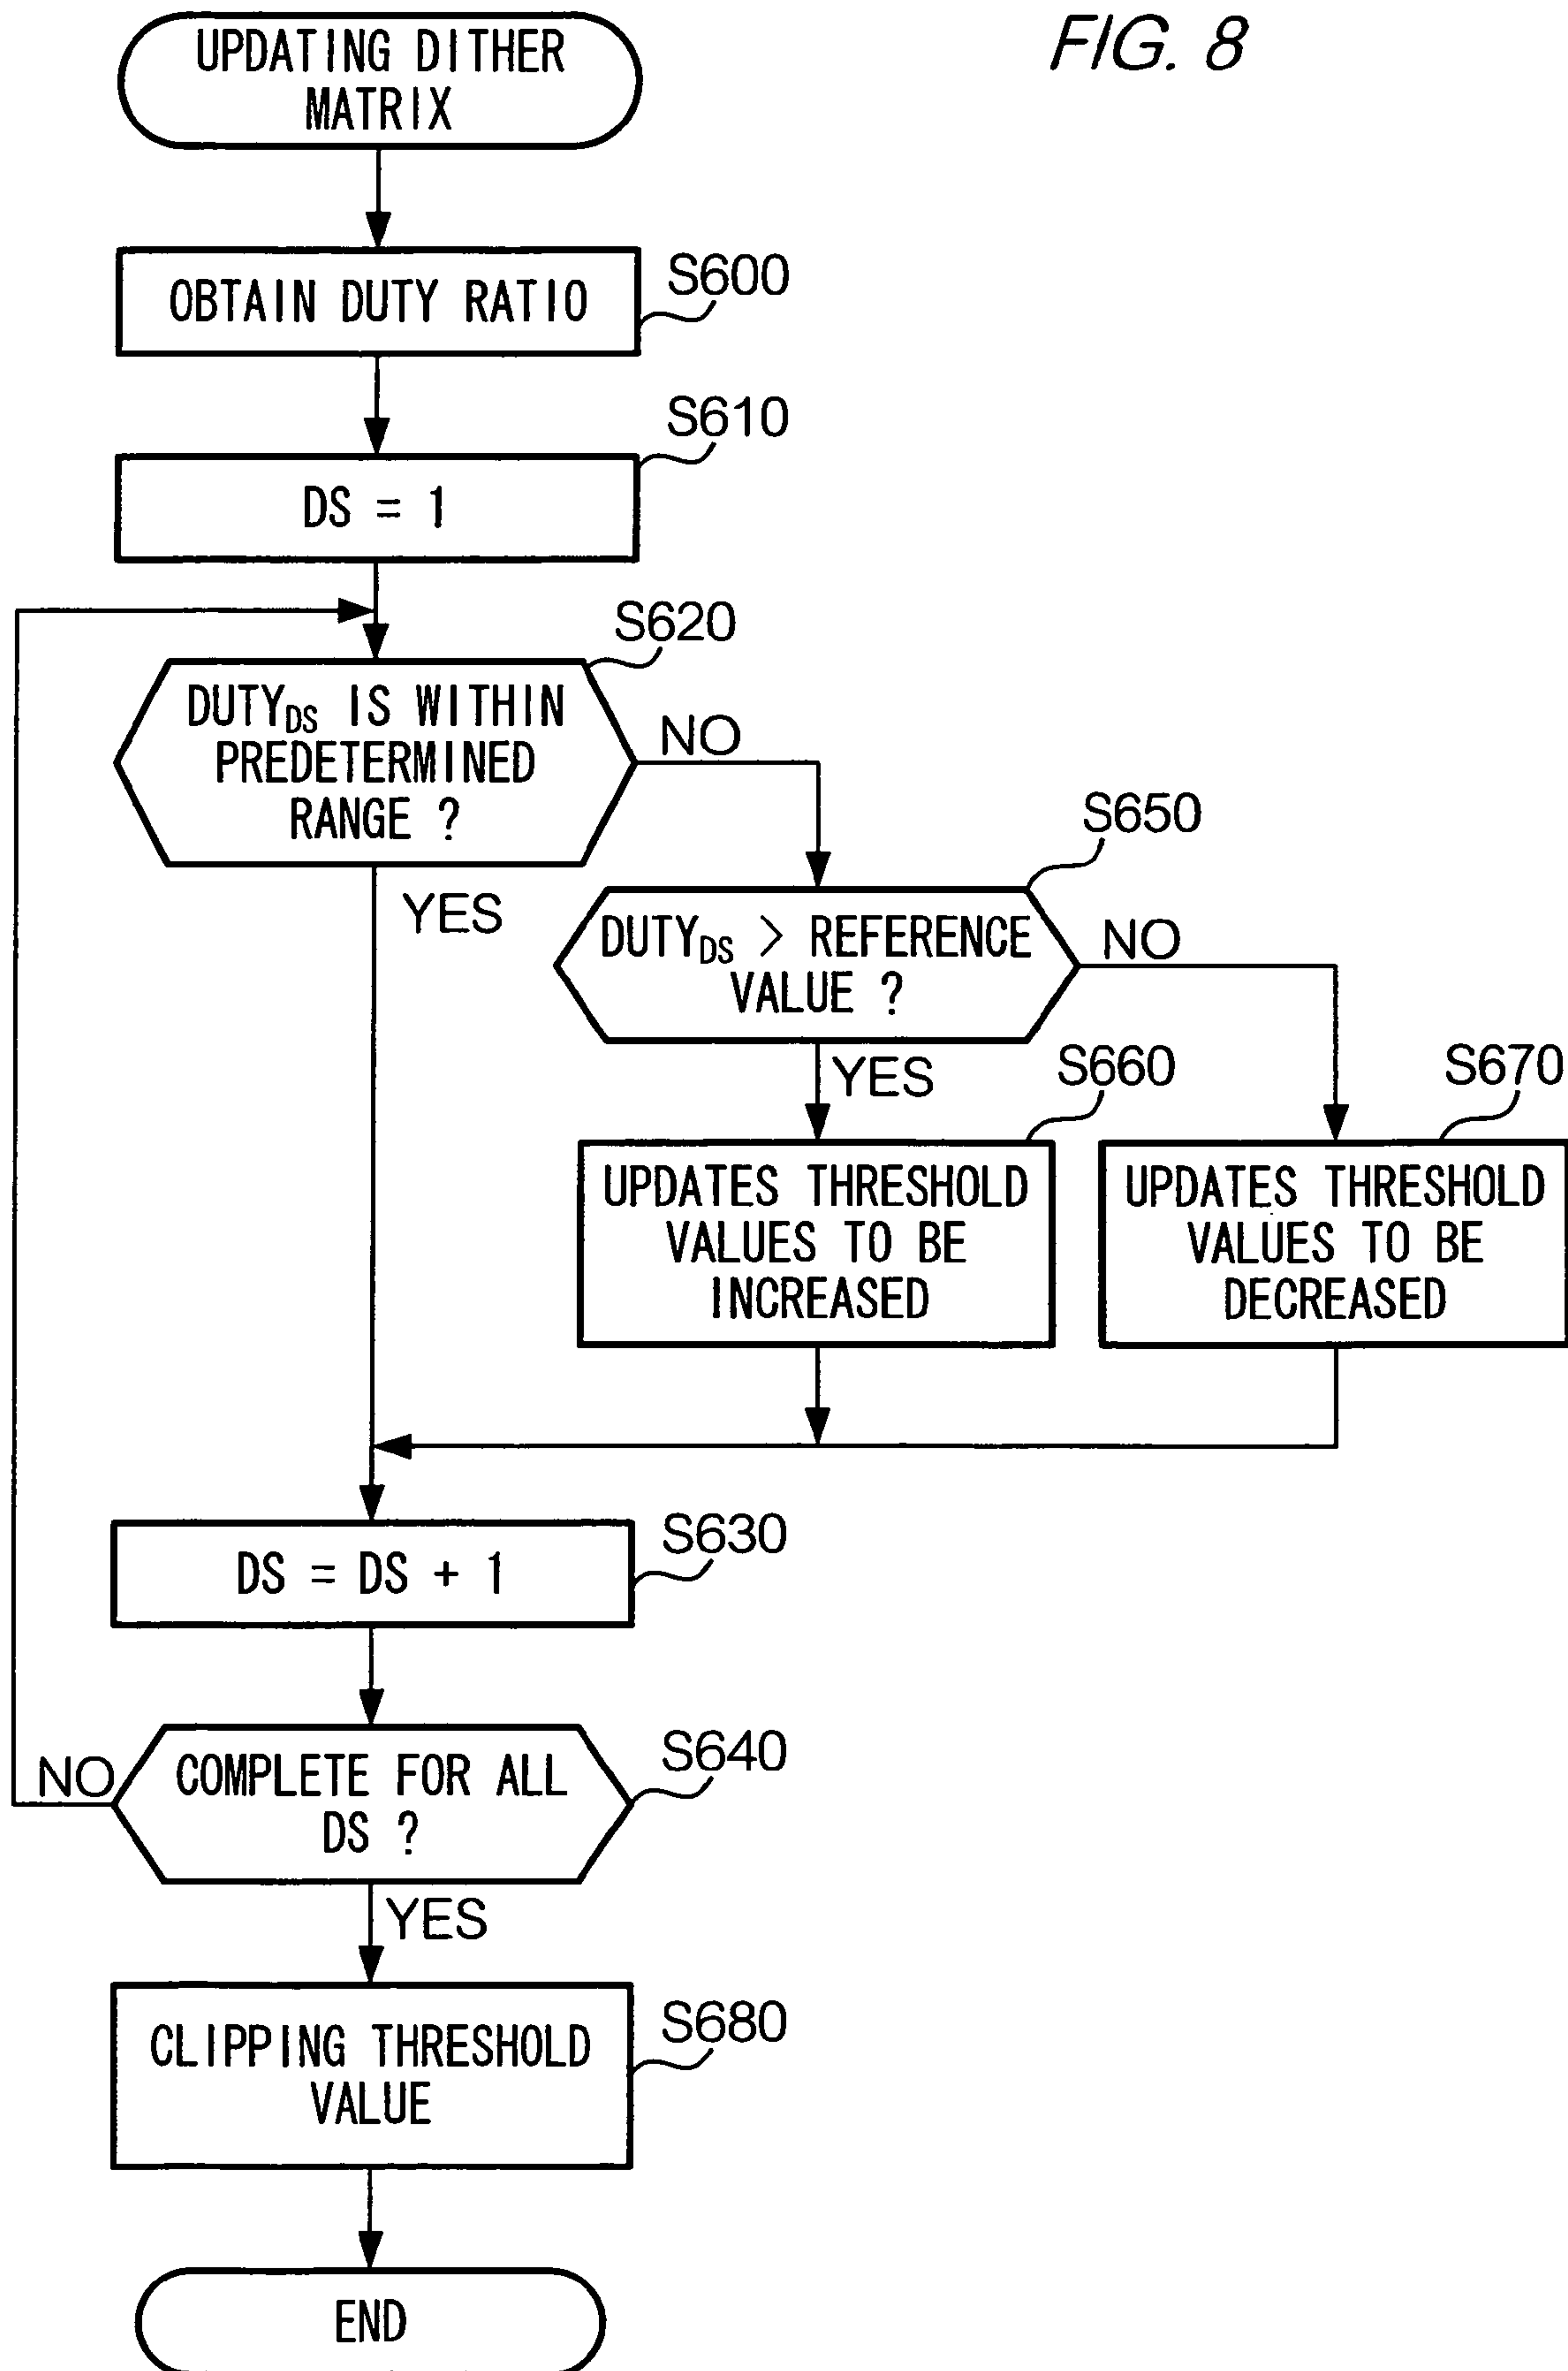 FIG. 8
UPDATING DITHER
MATRIX
OBTAIN DUTY RATIO
S600
DS = 1
S610
DUTYDS IS WITHIN
PREDETERMINED
RANGE ?
S620
NO
YES
DUTYDS > REFERENCE
VALUE ?
S650
NO
YES
UPDATES THRESHOLD
VALUES TO BE
INCREASED
S660
UPDATES THRESHOLD
VALUES TO BE
DECREASED
S670
DS = DS + 1
S630
COMPLETE FOR ALL
DS ?
S640
NO
YES
CLIPPING THRESHOLD
VALUE
S680
END